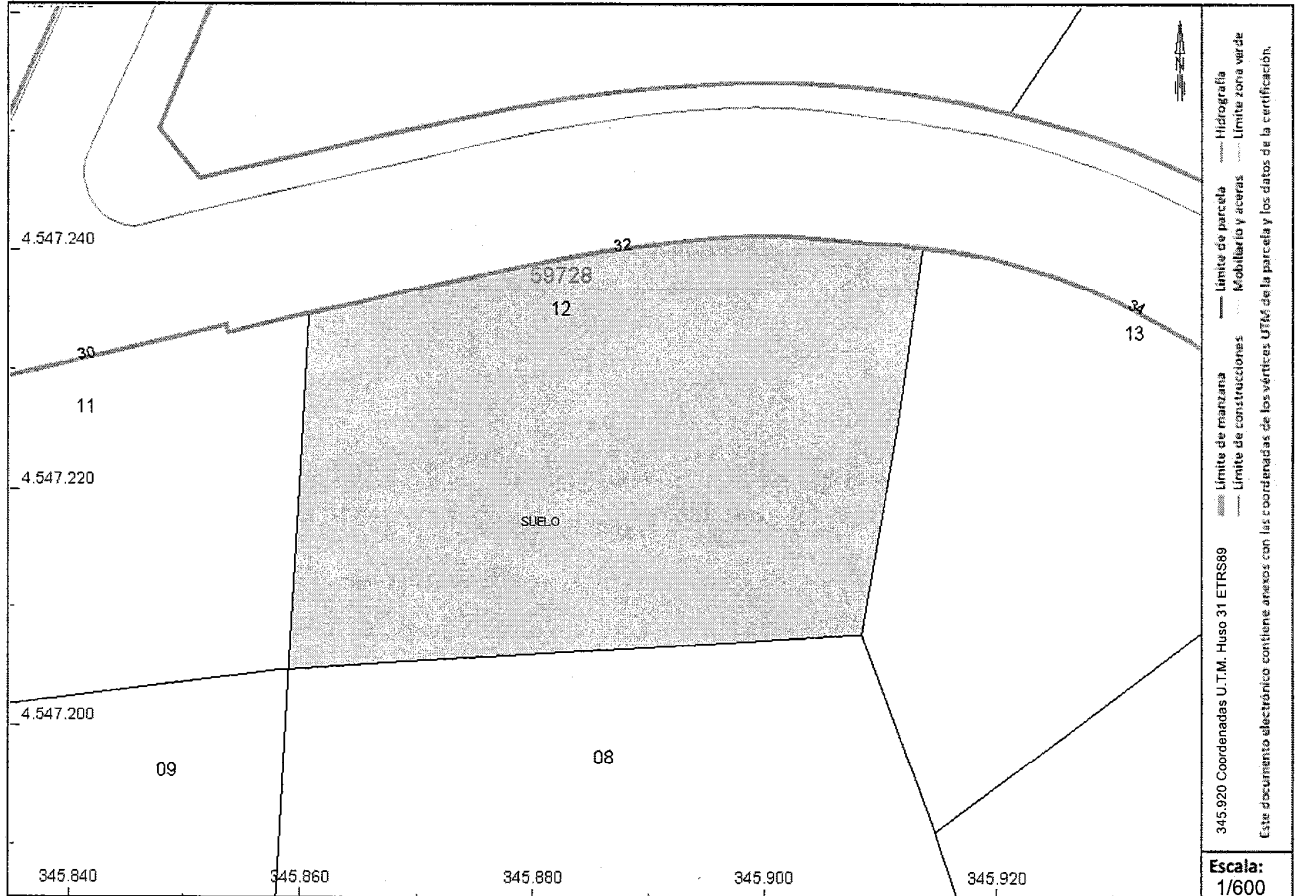 4.547.240
32
59728
12
34
13
30
11
4.547.220
SUELO
4.547.200
09
08
345.840
345.860
345.880
345.900
345.920
N
345.920 Coordenadas U.T.M. Huso 31 ETRS89
Límite de manzana
Límite de parcela
Hidrografía
Límite de construcciones
Mobiliario y aceras
Límite zona verde
Este documento electrónico contiene anexos con las coordenadas de los vértices UTM de la parcela y los datos de la certificación.
Escala:
1/600